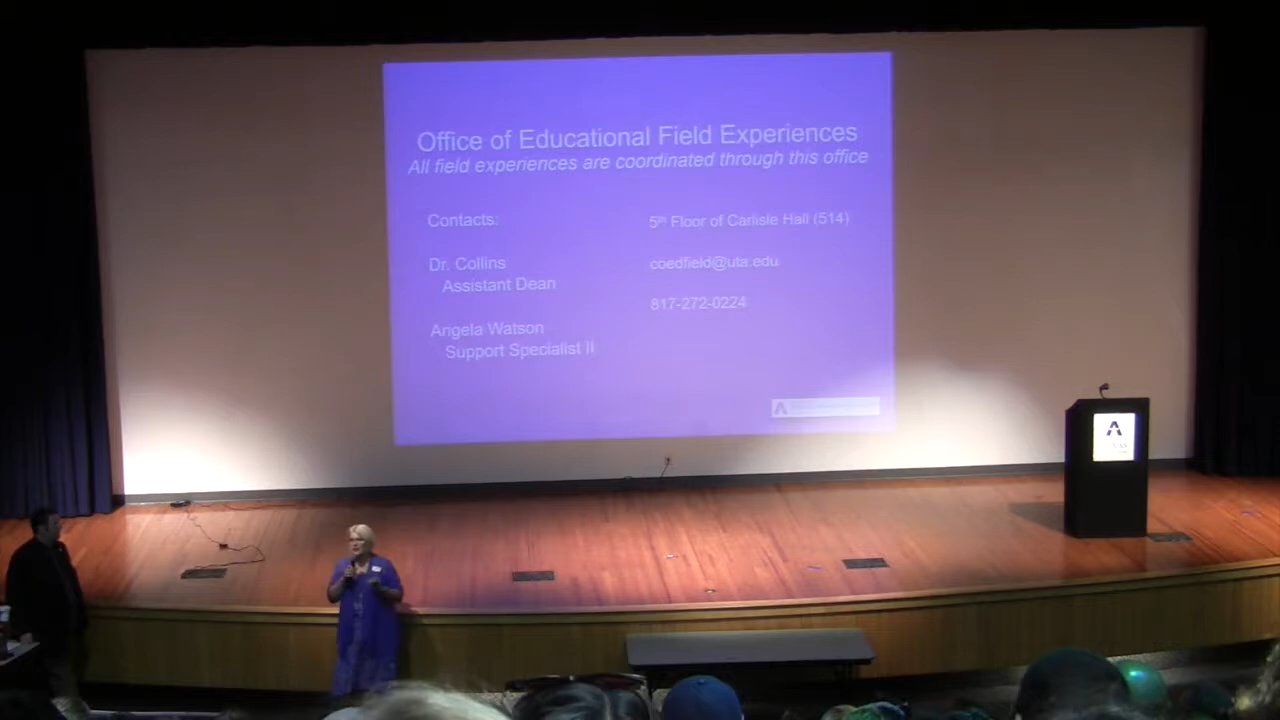 Office of Educational Field Experiences
All field experiences are coordinated through this office
Contacts:
Dr. Collins
Assistant Dean
Angela Watson
Support Specialist II
5th Floor of Carlisle Hall (514)
coedfield@uta.edu
817-272-0224